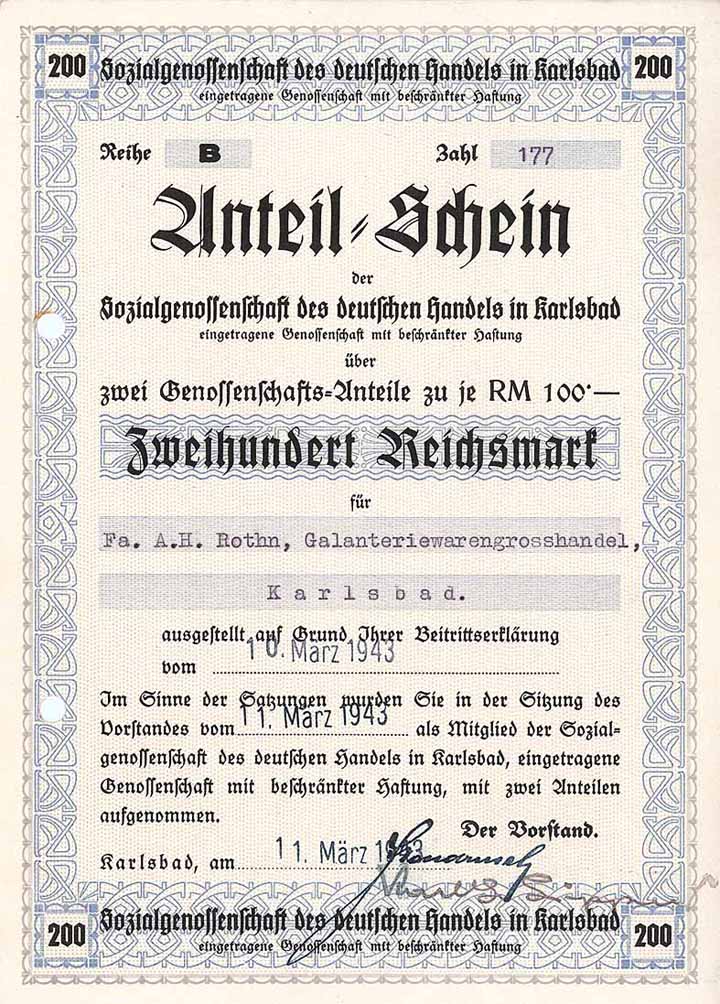 200 Sozialgenossenschaft des deutschen Handels in Karlsbad 200
eingetragene Genossenschaft mit beschränkter Haftung
Reihe B Zahl 177
Anteil-Schein
der
Sozialgenossenschaft des deutschen Handels in Karlsbad
eingetragene Genossenschaft mit beschränkter Haftung
über
zwei Genossenschafts-Anteile zu je RM 100·—
Zweihundert Reichsmark
für
Fa. A.H. Rothn, Galanteriewarengrosshandel,
Karlsbad.
ausgestellt auf Grund Ihrer Beitrittserklärung
vom 10. März 1943
Im Sinne der Satzungen wurden Sie in der Sitzung des
Vorstandes vom 11. März 1943 als Mitglied der Sozial-
genossenschaft des deutschen Handels in Karlsbad, eingetragene
Genossenschaft mit beschränkter Haftung, mit zwei Anteilen
aufgenommen.
Der Vorstand.
Karlsbad, am 11. März 1943
200 Sozialgenossenschaft des deutschen Handels in Karlsbad 200
eingetragene Genossenschaft mit beschränkter Haftung